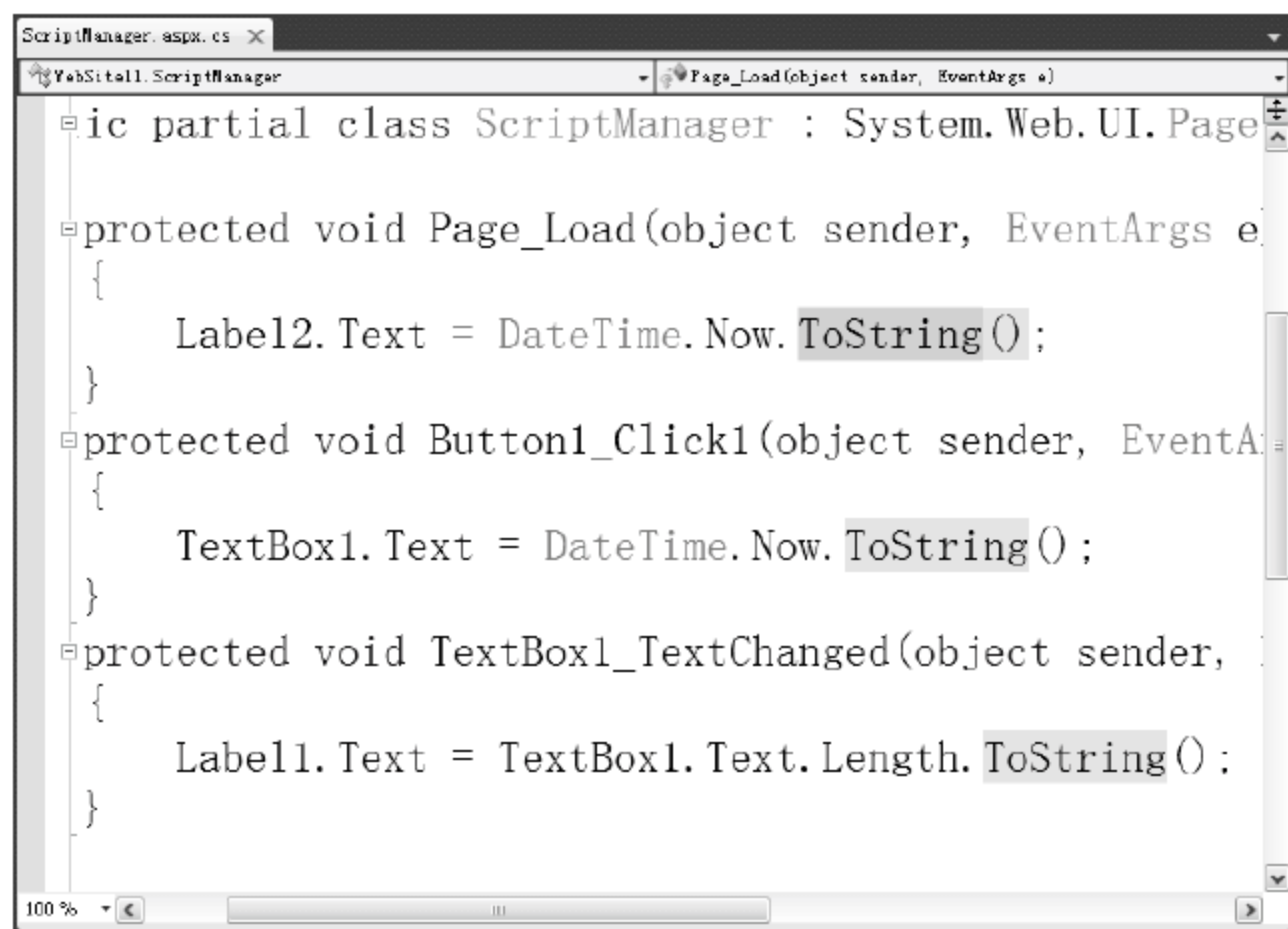 ScriptManager.aspx.cs
WebSite11.ScriptManager
Page_Load(object sender, EventArgs e)
ic partial class ScriptManager : System.Web.UI.Page
protected void Page_Load(object sender, EventArgs e
{
Label2.Text = DateTime.Now.ToString();
}
protected void Button1_Click1(object sender, EventA
{
TextBox1.Text = DateTime.Now.ToString();
}
protected void TextBox1_TextChanged(object sender,
{
Label1.Text = TextBox1.Text.Length.ToString();
}
100 %